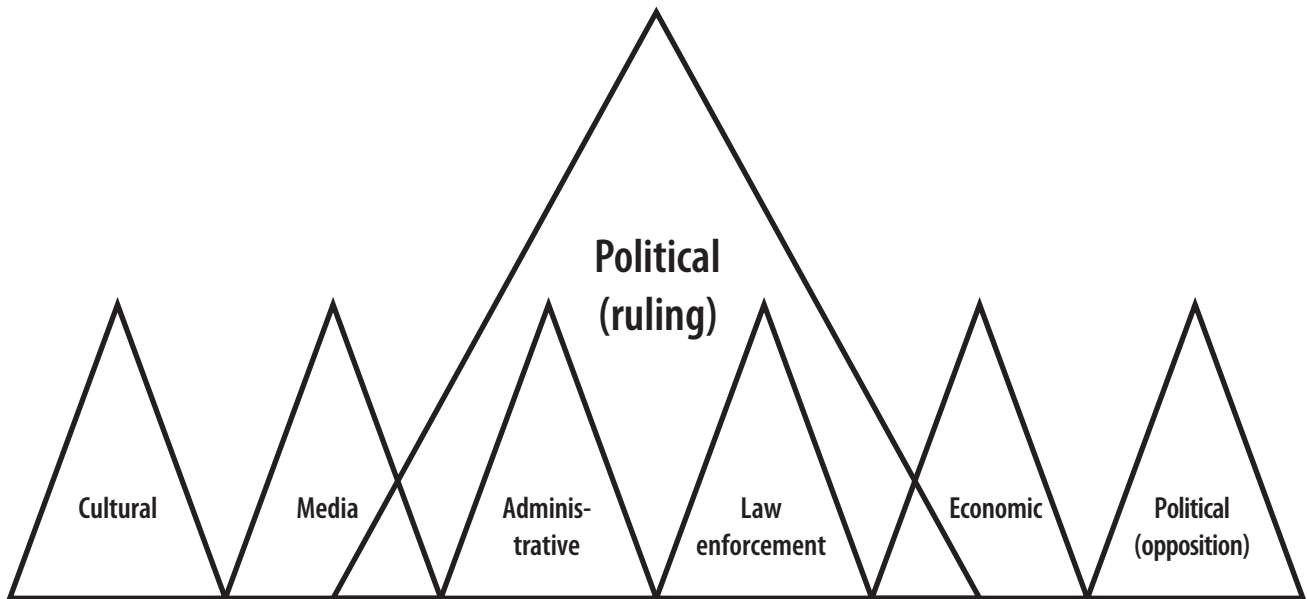 Political
(ruling)
Cultural
Media
Adminis-
trative
Law
enforcement
Economic
Political
(opposition)